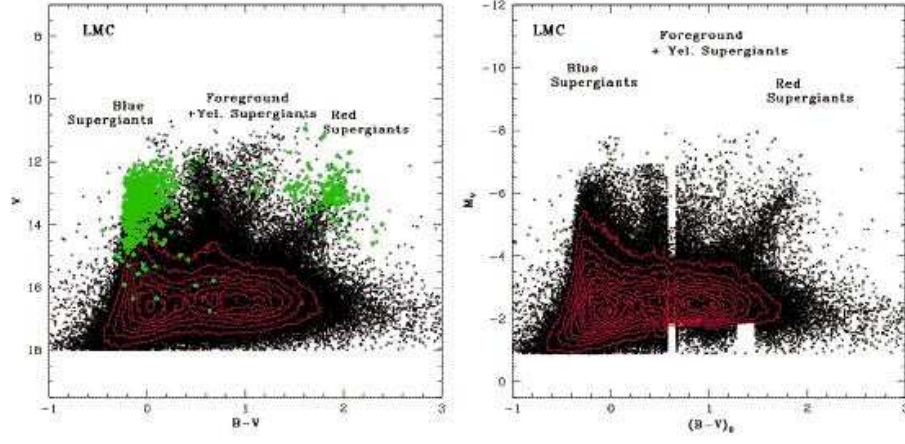 LMC
Blue
Supergiants
Foreground
+Yel. Supergiants
Red
Supergiants
8
10
12
14
16
18
V
-1
0
1
2
3
B-V
LMC
Foreground
+ Yel. Supergiants
Blue
Supergiants
Red
Supergiants
-12
-10
-8
-6
-4
-2
0
M_V
-1
0
1
2
3
(B-V)_0